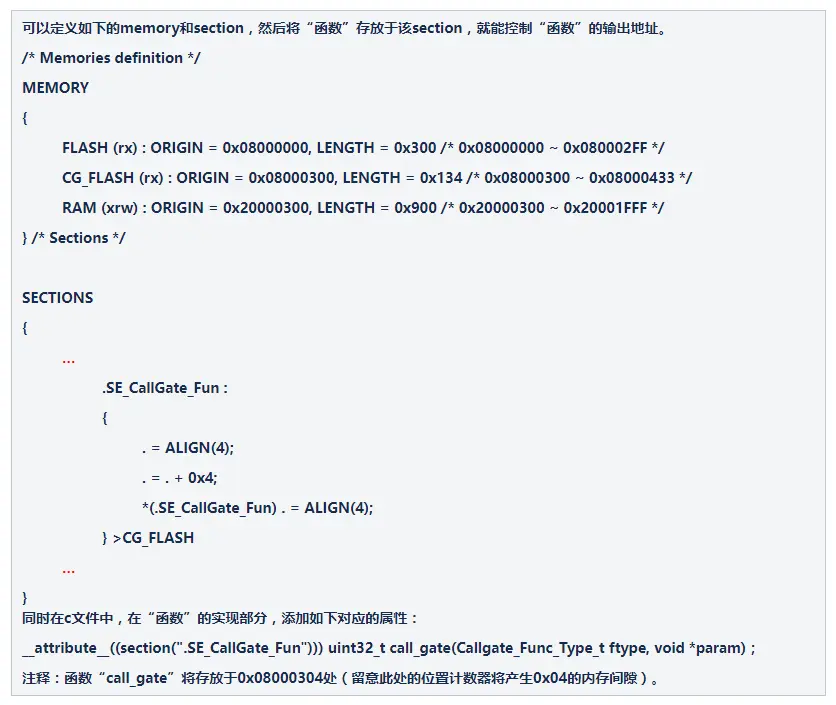 可以定义如下的memory和section，然后将“函数”存放于该section，就能控制“函数”的输出地址。
/* Memories definition */
MEMORY
{
FLASH (rx) : ORIGIN = 0x08000000, LENGTH = 0x300 /* 0x08000000 ~ 0x080002FF */
CG_FLASH (rx) : ORIGIN = 0x08000300, LENGTH = 0x134 /* 0x08000300 ~ 0x08000433 */
RAM (xrw) : ORIGIN = 0x20000300, LENGTH = 0x900 /* 0x20000300 ~ 0x20001FFF */
} /* Sections */
SECTIONS
{
...
.SE_CallGate_Fun :
{
. = ALIGN(4);
. = . + 0x4;
*(.SE_CallGate_Fun) . = ALIGN(4);
} >CG_FLASH
...
}
同时在c文件中，在“函数”的实现部分，添加如下对应的属性：
__attribute__((section(".SE_CallGate_Fun"))) uint32_t call_gate(Callgate_Func_Type_t ftype, void *param)；
注释：函数“call_gate”将存放于0x08000304处（留意此处的位置计数器将产生0x04的内存间隙）。